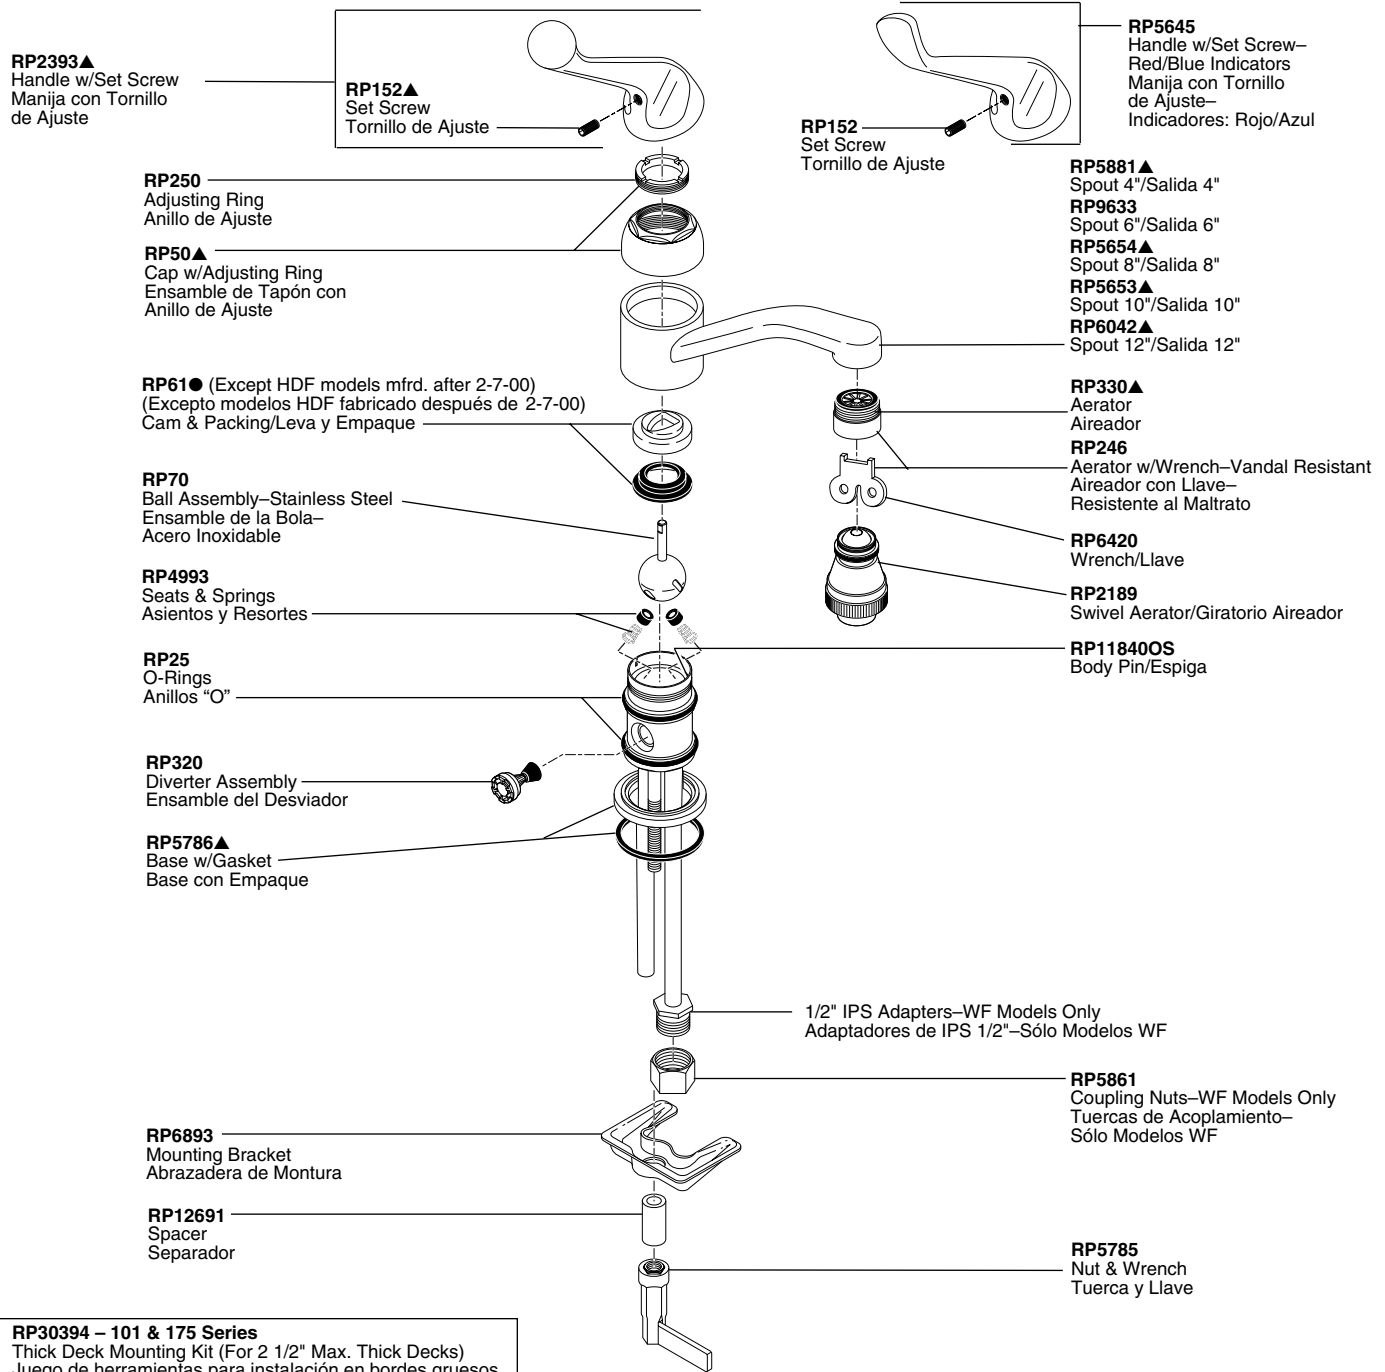 RP2393▲
Handle w/Set Screw
Manija con Tornillo
de Ajuste
RP152▲
Set Screw
Tornillo de Ajuste
RP5645
Handle w/Set Screw–
Red/Blue Indicators
Manija con Tornillo
de Ajuste–
Indicadores: Rojo/Azul
RP152
Set Screw
Tornillo de Ajuste
RP250
Adjusting Ring
Anillo de Ajuste
RP50▲
Cap w/Adjusting Ring
Ensamble de Tapón con
Anillo de Ajuste
RP5881▲
Spout 4"/Salida 4"
RP9633
Spout 6"/Salida 6"
RP5654▲
Spout 8"/Salida 8"
RP5653▲
Spout 10"/Salida 10"
RP6042▲
Spout 12"/Salida 12"
RP61● (Except HDF models mfrd. after 2-7-00)
(Excepto modelos HDF fabricado después de 2-7-00)
Cam & Packing/Leva y Empaque
RP330▲
Aerator
Aireador
RP246
Aerator w/Wrench–Vandal Resistant
Aireador con Llave–
Resistente al Maltrato
RP70
Ball Assembly–Stainless Steel
Ensamble de la Bola–
Acero Inoxidable
RP6420
Wrench/Llave
RP4993
Seats & Springs
Asientos y Resortes
RP2189
Swivel Aerator/Giratorio Aireador
RP11840OS
Body Pin/Espiga
RP25
O-Rings
Anillos “O”
RP320
Diverter Assembly
Ensamble del Desviador
RP5786▲
Base w/Gasket
Base con Empaque
1/2" IPS Adapters–WF Models Only
Adaptadores de IPS 1/2"–Sólo Modelos WF
RP5861
Coupling Nuts–WF Models Only
Tuercas de Acoplamiento–
Sólo Modelos WF
RP6893
Mounting Bracket
Abrazadera de Montura
RP12691
Spacer
Separador
RP5785
Nut & Wrench
Tuerca y Llave
RP30394 – 101 & 175 Series
Thick Deck Mounting Kit (For 2 1/2" Max. Thick Decks)
Juego de herramientas para instalación en bordes gruesos